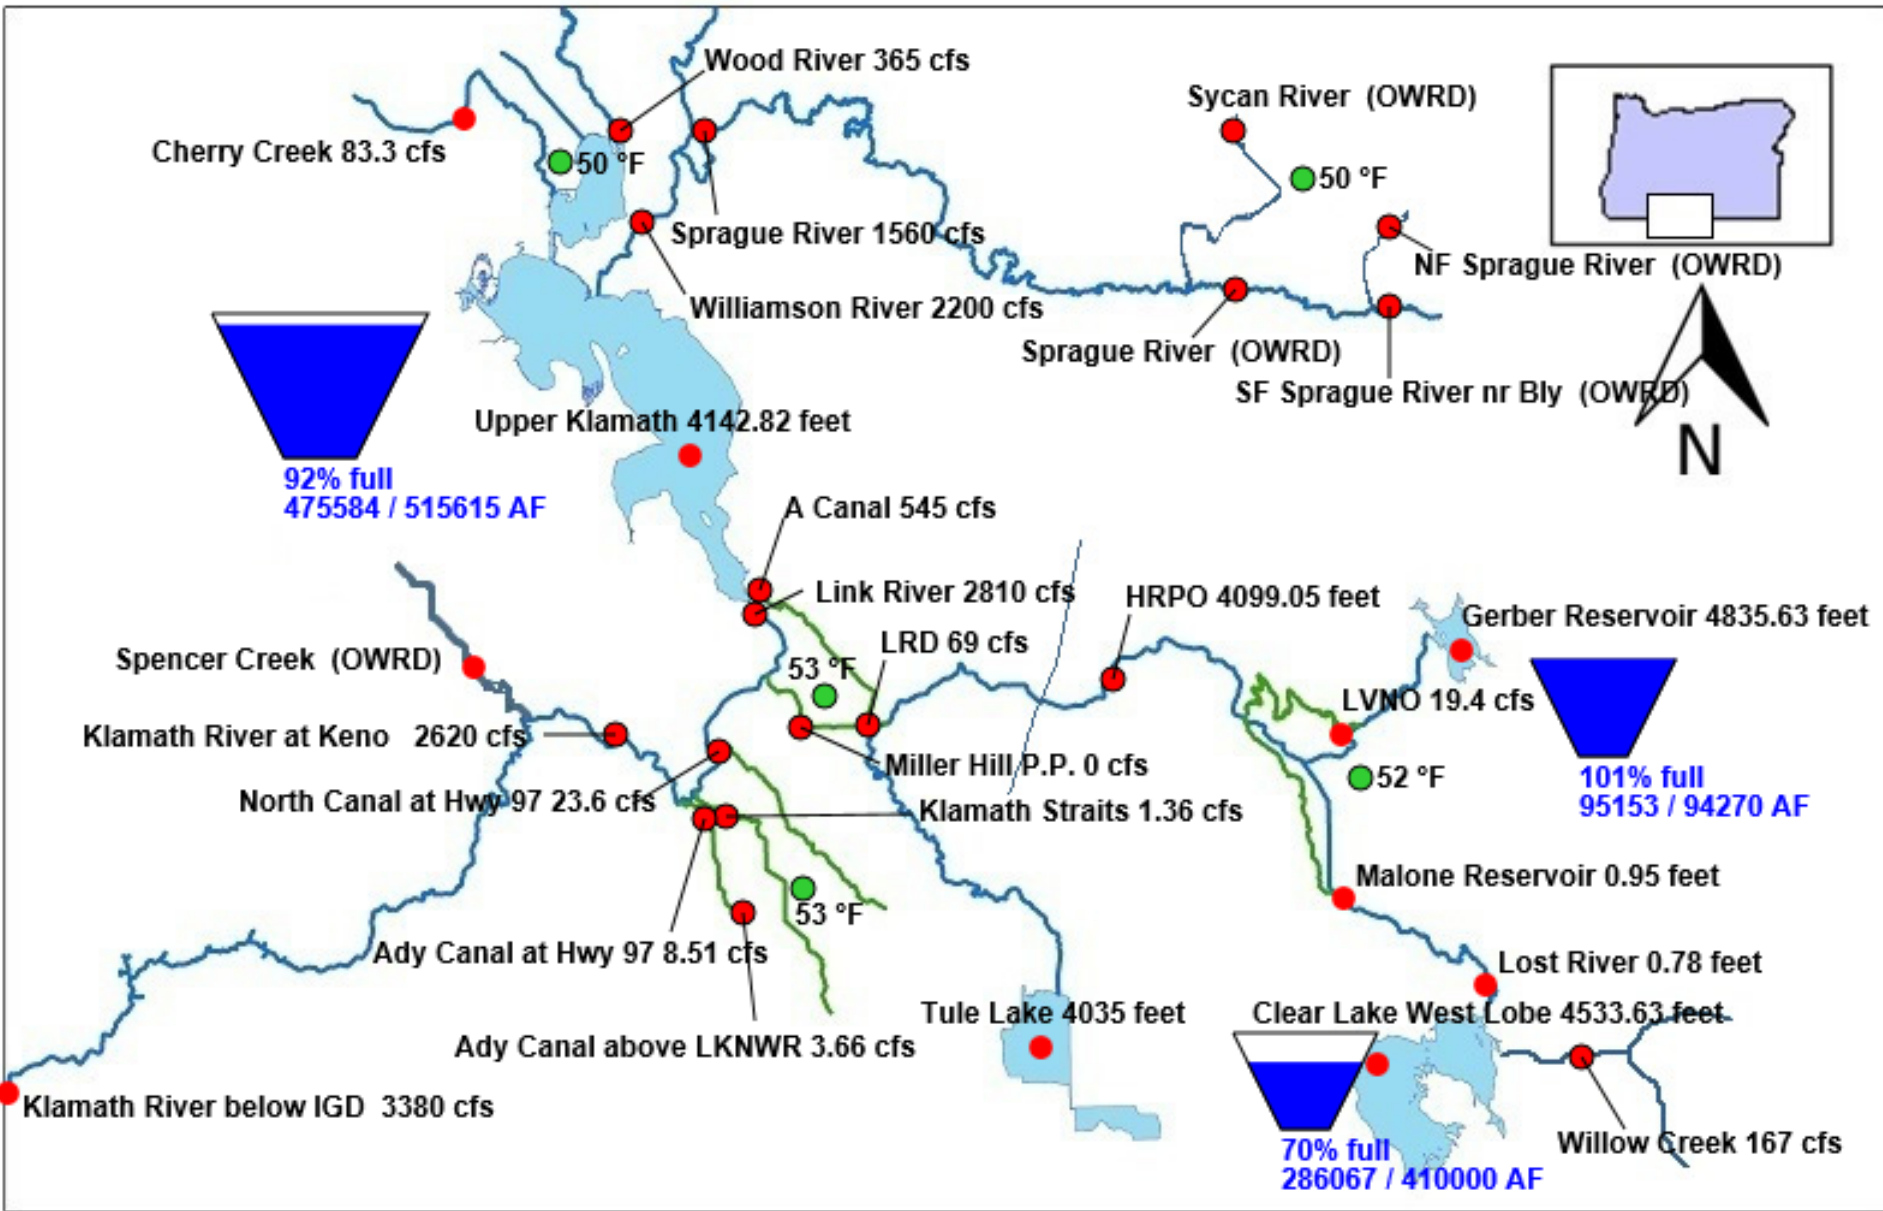 Wood River 365 cfs
Sycan River (OWRD)
Cherry Creek 83.3 cfs
50 °F
50 °F
Sprague River 1560 cfs
NF Sprague River (OWRD)
Williamson River 2200 cfs
Sprague River (OWRD)
SF Sprague River nr Bly (OWRD)
N
Upper Klamath 4142.82 feet
92% full
475584 / 515615 AF
A Canal 545 cfs
Link River 2810 cfs
HRPO 4099.05 feet
Gerber Reservoir 4835.63 feet
LRD 69 cfs
Spencer Creek (OWRD)
53 °F
LVNO 19.4 cfs
Klamath River at Keno 2620 cfs
Miller Hill P.P. 0 cfs
52 °F
101% full
95153 / 94270 AF
North Canal at Hwy 97 23.6 cfs
Klamath Straits 1.36 cfs
Malone Reservoir 0.95 feet
53 °F
Ady Canal at Hwy 97 8.51 cfs
Lost River 0.78 feet
Tule Lake 4035 feet
Clear Lake West Lobe 4533.63 feet
Ady Canal above LKNWR 3.66 cfs
Klamath River below IGD 3380 cfs
Willow Creek 167 cfs
70% full
286067 / 410000 AF